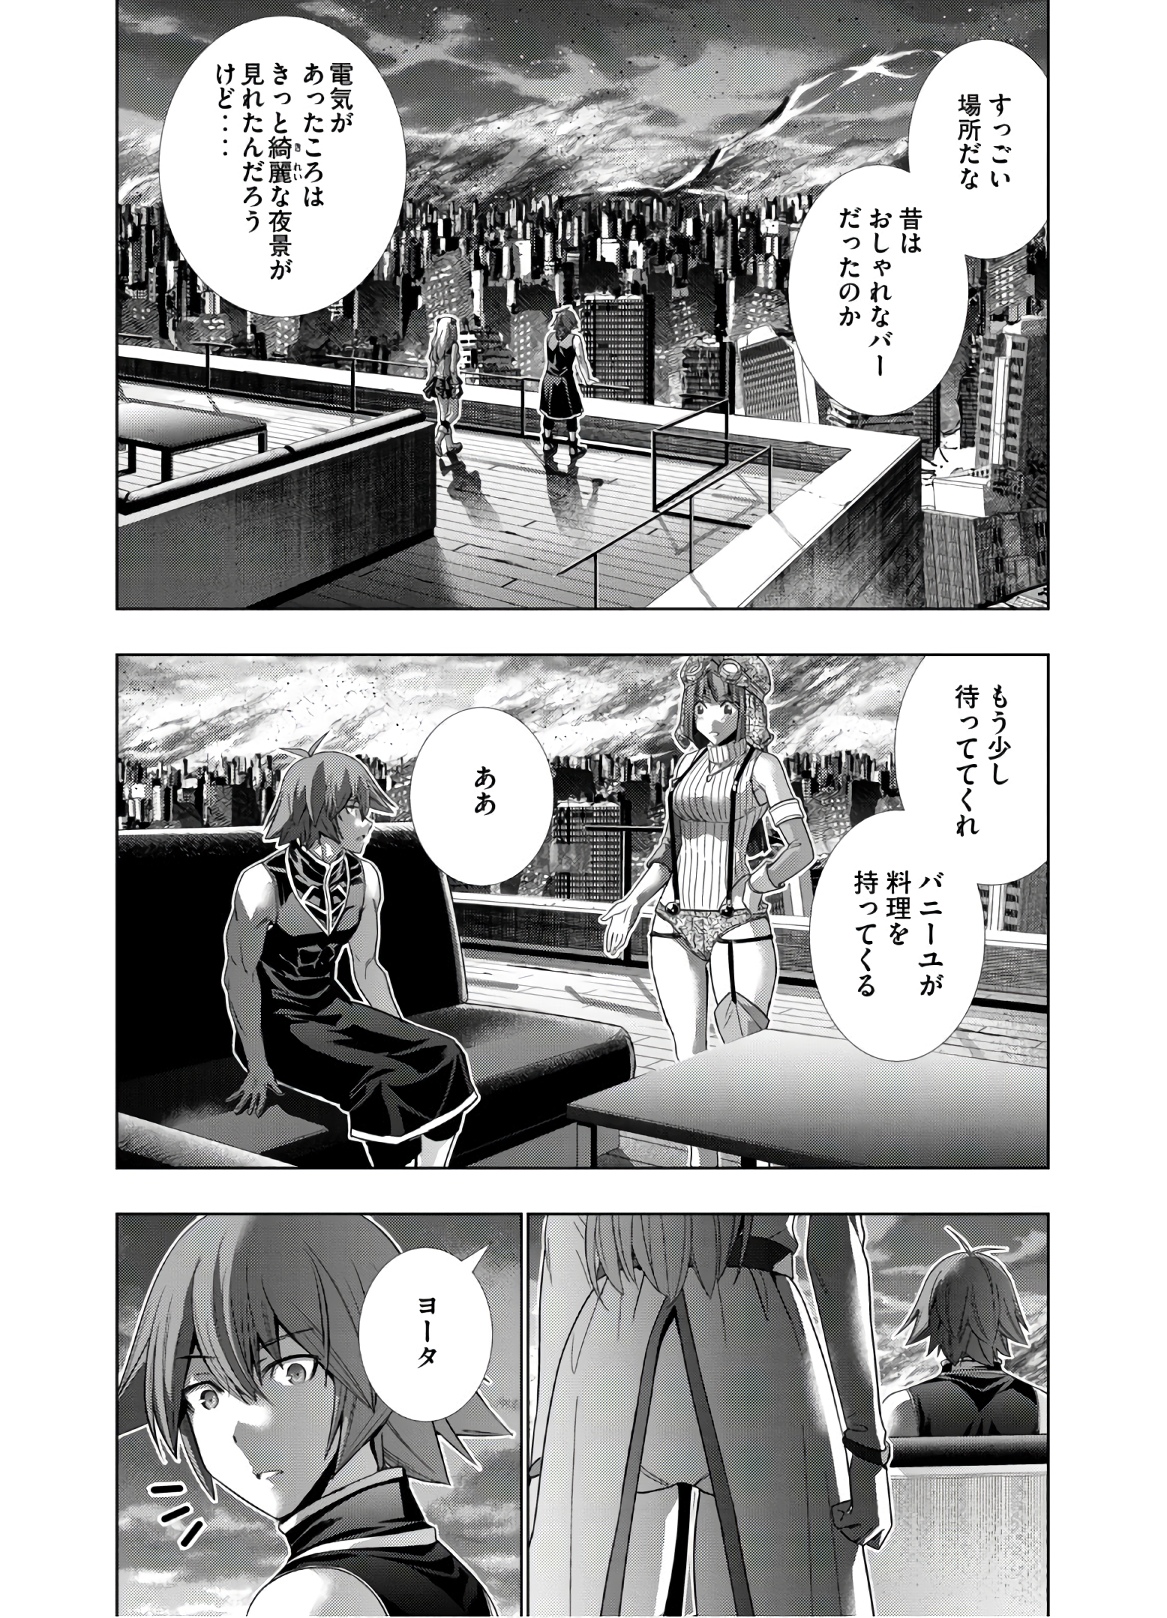 すっごい
場所だな
昔は
おしゃれなバー
だったのか
電気が
あったころは
きっと綺麗な夜景が
きれい
見れたんだろう
けど‥‥
もう少し
待っててくれ
バニーユが
料理を
持ってくる
ああ
ヨータ